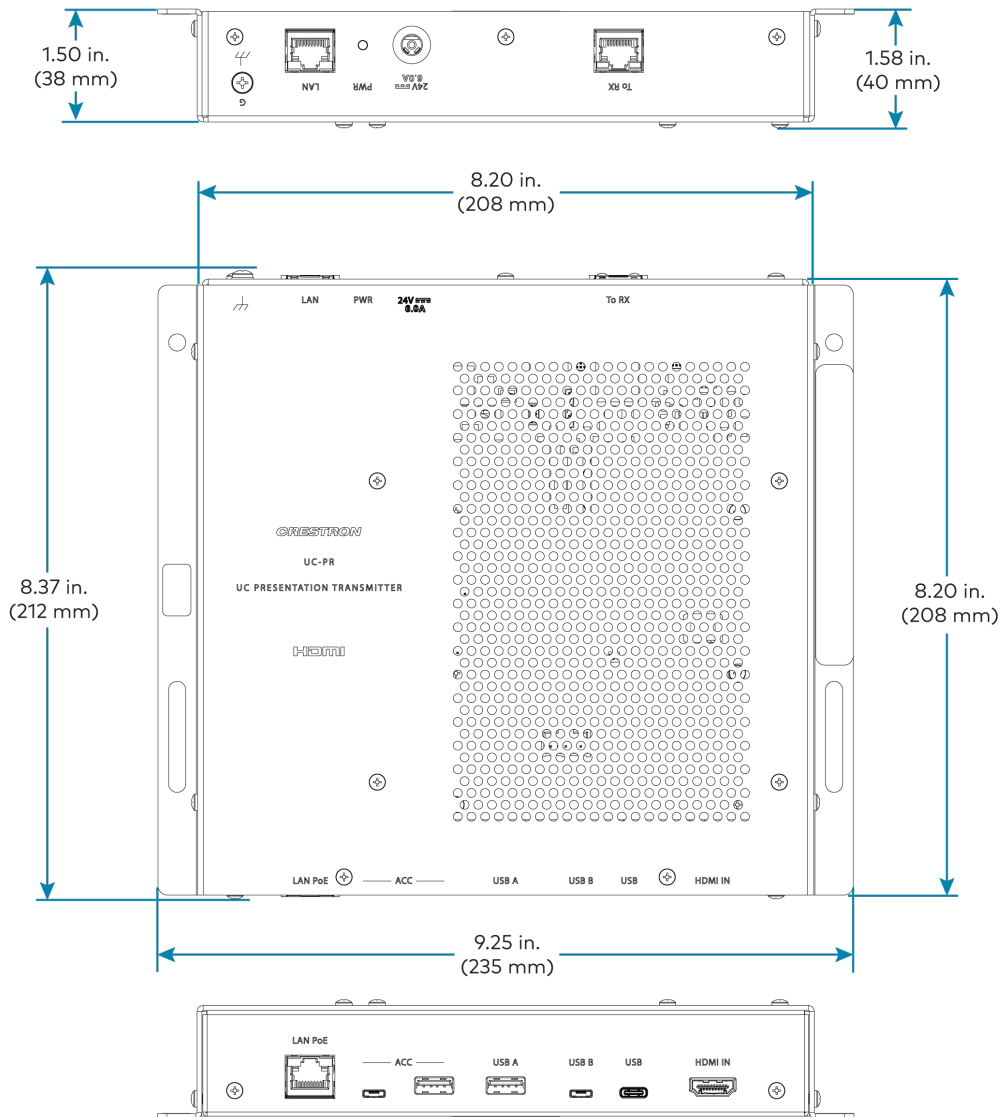 1.50 in.
(38 mm)
1.58 in.
(40 mm)
G
LAN
PWR
24V
6.0A
To RX
8.20 in.
(208 mm)
LAN PWR 24V To RX
6.0A
CRESTRON
UC-PR
UC PRESENTATION TRANSMITTER
HDMI
8.37 in.
(212 mm)
8.20 in.
(208 mm)
LAN PoE ACC USB A USB B USB HDMI IN
9.25 in.
(235 mm)
LAN PoE
ACC USB A USB B USB HDMI IN